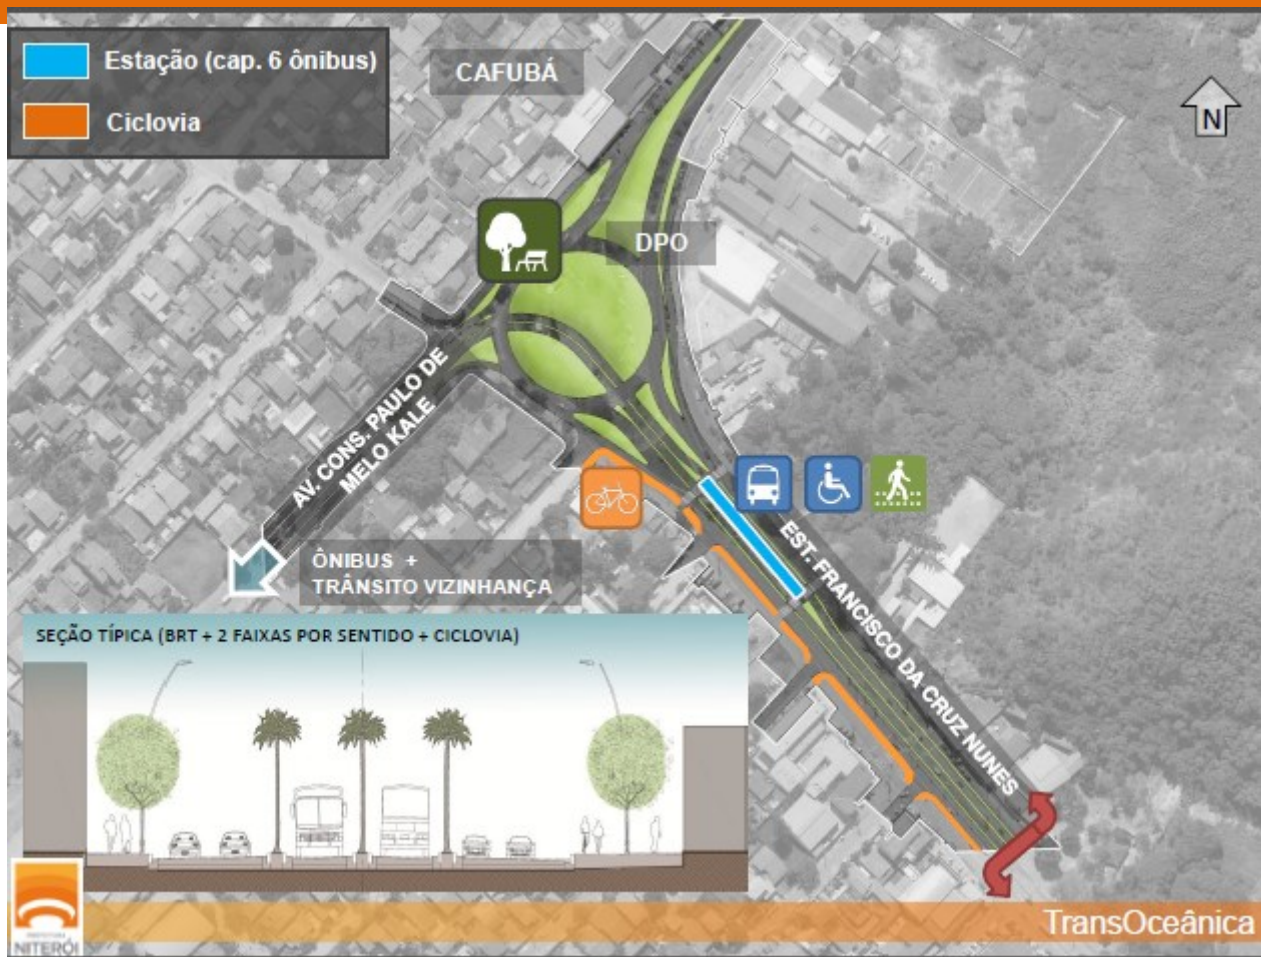 Estação (cap. 6 ônibus)
Ciclovia
CAFUBÁ
N
DPO
AV. CONS. PAULO DE
MELO KALE
EST. FRANCISCO DA CRUZ NUNES
ÔNIBUS +
TRÂNSITO VIZINHANÇA
SEÇÃO TÍPICA (BRT + 2 FAIXAS POR SENTIDO + CICLOVIA)
PREFEITURA
NITERÓI
TransOceânica